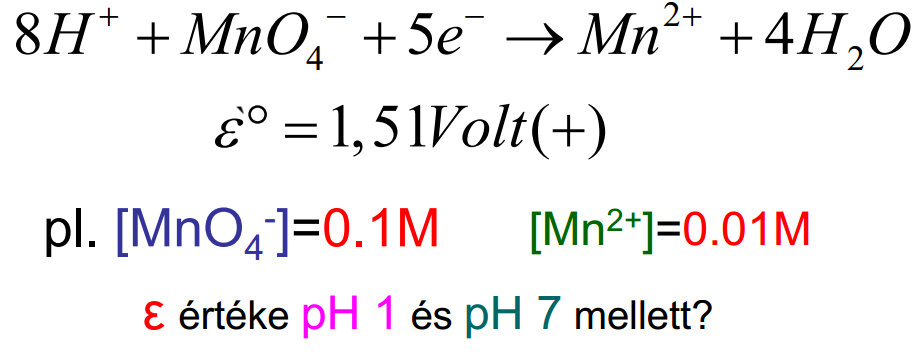 8H⁺ + MnO₄⁻ + 5e⁻ → Mn²⁺ + 4H₂O
ε`° = 1,51Volt(+)
pl. [MnO₄⁻]=0.1M [Mn²⁺]=0.01M
ε értéke pH 1 és pH 7 mellett?